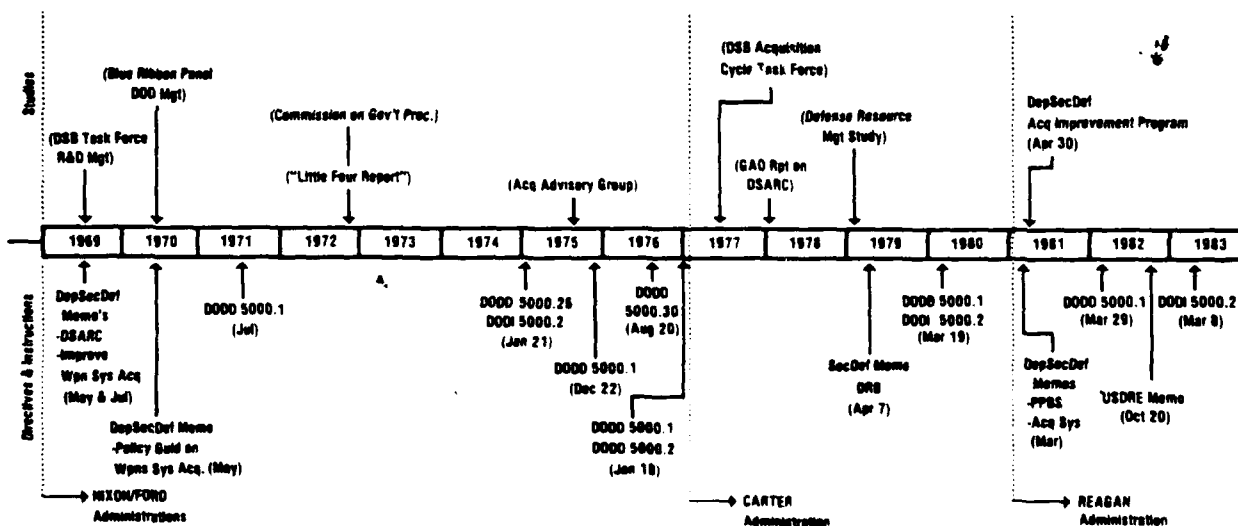 Studies
(Blue Ribbon Panel
DOD Mgt)
(DSB Task Force
R&D Mgt)
(Commission on Gov't Proc.)
("Little Four Report")
(Acq Advisory Group)
(DSB Acquisition
Cycle Task Force)
(GAO Rpt on
DSARC)
(Defense Resource
Mgt Study)
DepSecDef
Acq Improvement Program
(Apr 30)
1969
1970
1971
1972
1973
1974
1975
1976
1977
1978
1979
1980
1981
1982
1983
Directives & Instructions
DepSecDef
Memo's
-DSARC
-Improve
Wpn Sys Acq
(May & Jul)
DepSecDef Memo
-Policy Guid on
Wpns Sys Acq. (May)
DODD 5000.1
(Jul)
DODD 5000.26
DODI 5000.2
(Jan 21)
DODD 5000.1
(Dec 22)
DODD
5000.30
(Aug 20)
DODD 5000.1
DODD 5000.2
(Jan 18)
SecDef Memo
DRB
(Apr 7)
DODD 5000.1
DODI 5000.2
(Mar 19)
DepSecDef
Memos
-PPBS
-Acq Sys
(Mar)
DODD 5000.1
(Mar 29)
USDRE Memo
(Oct 20)
DODI 5000.2
(Mar 8)
NIXON/FORD
Administrations
CARTER
Administration
REAGAN
Administration